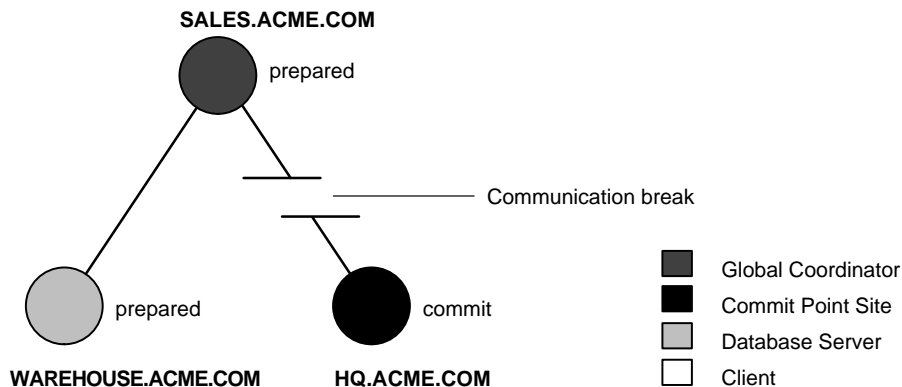 SALES.ACME.COM
prepared
Communication break
prepared
commit
WAREHOUSE.ACME.COM
HQ.ACME.COM
Global Coordinator
Commit Point Site
Database Server
Client